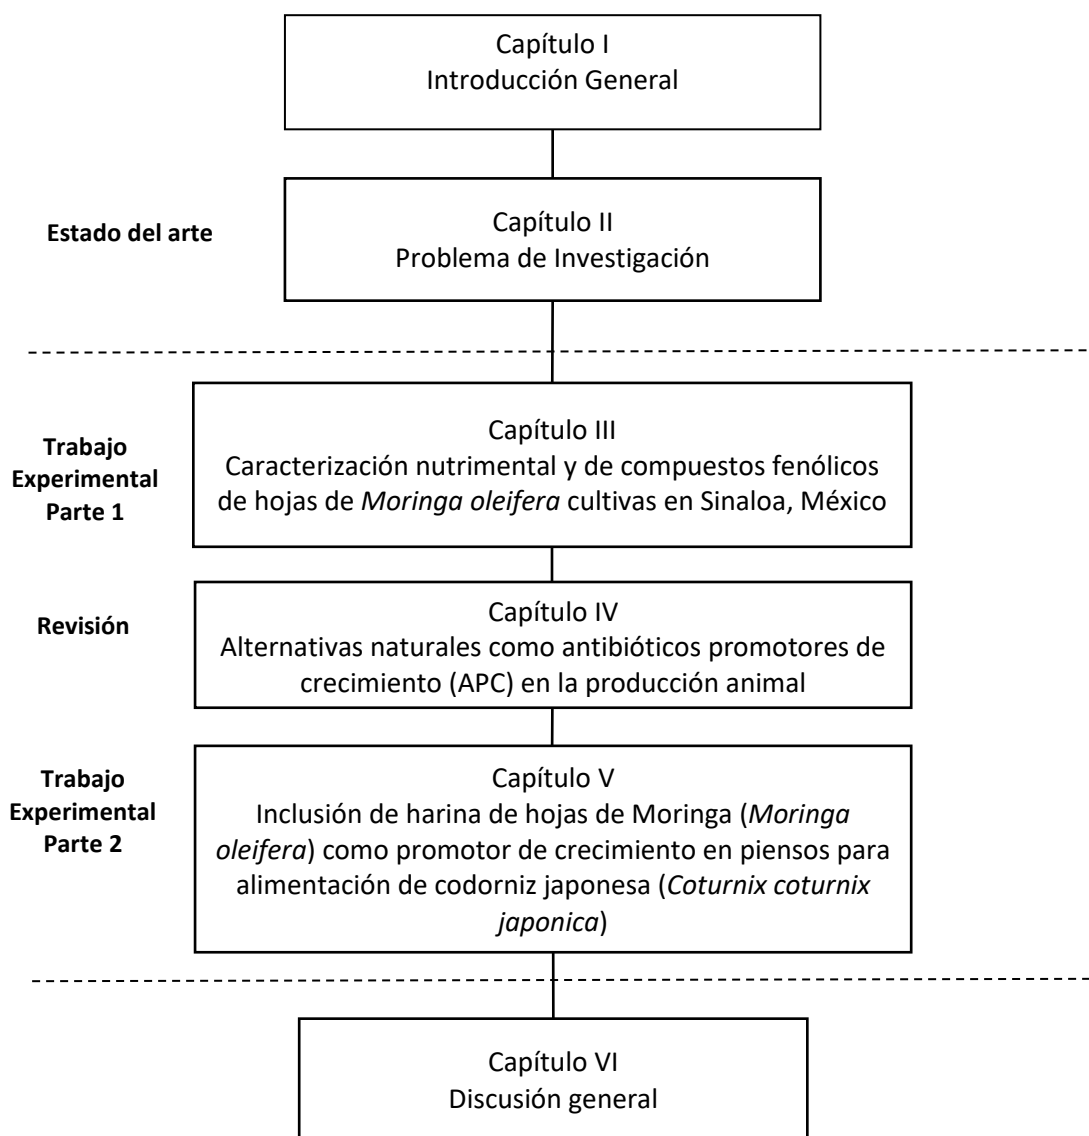 Capítulo I
Introducción General
Estado del arte
Capítulo II
Problema de Investigación
Trabajo
Experimental
Parte 1
Capítulo III
Caracterización nutrimental y de compuestos fenólicos
de hojas de Moringa oleifera cultivas en Sinaloa, México
Revisión
Capítulo IV
Alternativas naturales como antibióticos promotores de
crecimiento (APC) en la producción animal
Trabajo
Experimental
Parte 2
Capítulo V
Inclusión de harina de hojas de Moringa (Moringa
oleifera) como promotor de crecimiento en piensos para
alimentación de codorniz japonesa (Coturnix coturnix
japonica)
Capítulo VI
Discusión general